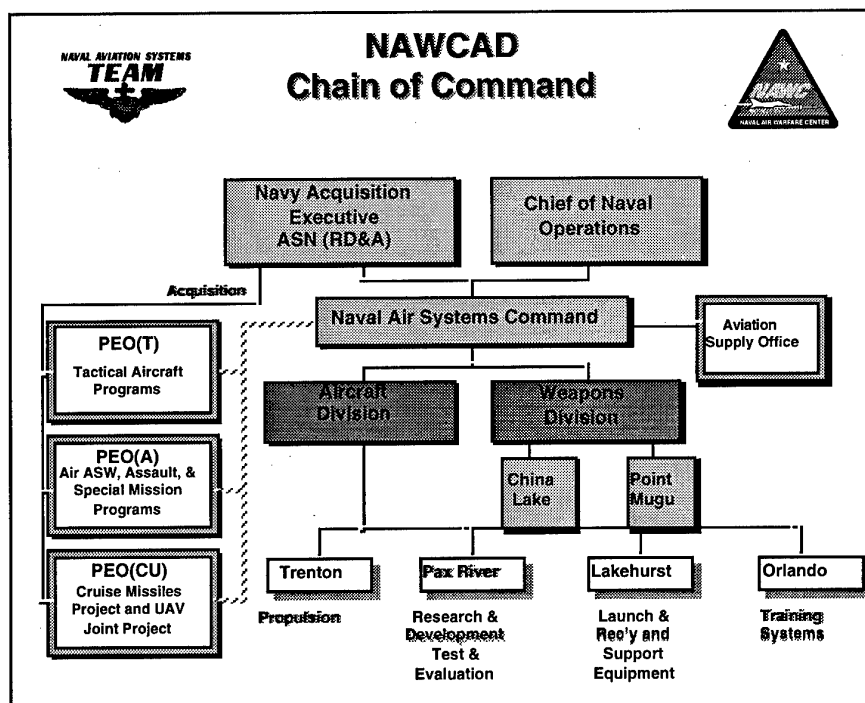 NAVAL AVIATION SYSTEMS
TEAM
NAWCAD
Chain of Command
NAWC
NAVAL AIR WARFARE CENTER
Navy Acquisition
Executive
ASN (RD&A)
Chief of Naval
Operations
Acquisition
Naval Air Systems Command
Aviation
Supply Office
PEO(T)
Tactical Aircraft
Programs
Aircraft
Division
Weapons
Division
PEO(A)
Air ASW, Assault, &
Special Mission
Programs
China
Lake
Point
Mugu
PEO(CU)
Cruise Missiles
Project and UAV
Joint Project
Trenton
Propulsion
Pax River
Research &
Development
Test &
Evaluation
Lakehurst
Launch &
Rec'y and
Support
Equipment
Orlando
Training
Systems